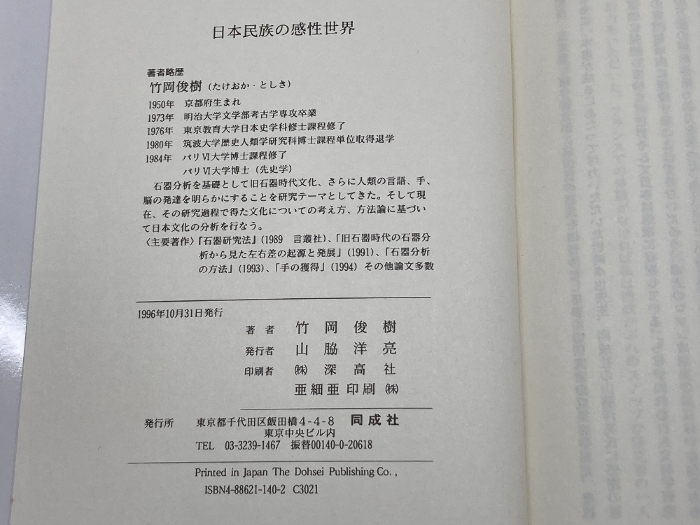 日本民族の感性世界
著者略歴
竹岡俊樹(たけおか・としき)
1950年 京都府生まれ
1973年 明治大学文学部考古学専攻卒業
1976年 東京教育大学日本史学科修士課程修了
1980年 筑波大学歴史人類学研究科博士課程単位取得退学
1984年 パリⅥ大学博士課程修了
パリⅥ大学博士(先史学)
石器分析を基礎として旧石器時代文化、さらに人類の言語、手、
脳の発達を明らかにすることを研究テーマとしてきた。そして現
在、その研究過程で得た文化についての考え方、方法論に基づい
て日本文化の分析を行なう。
〈主要著作〉『石器研究法』(1989 言叢社)、「旧石器時代の石器分
析から見た左右差の起源と発展」(1991)、「石器分析
の方法」(1993)、「手の獲得」(1994) その他論文多数
1996年10月31日発行
著者 竹岡俊樹
発行者 山脇洋亮
印刷者 ㈱深高社
亜細亜印刷㈱
発行所 東京都千代田区飯田橋4-4-8 同成社
東京中央ビル内
TEL 03-3239-1467 振替00140-0-20618
Printed in Japan The Dohsei Publishing Co.,
ISBN4-88621-140-2 C3021